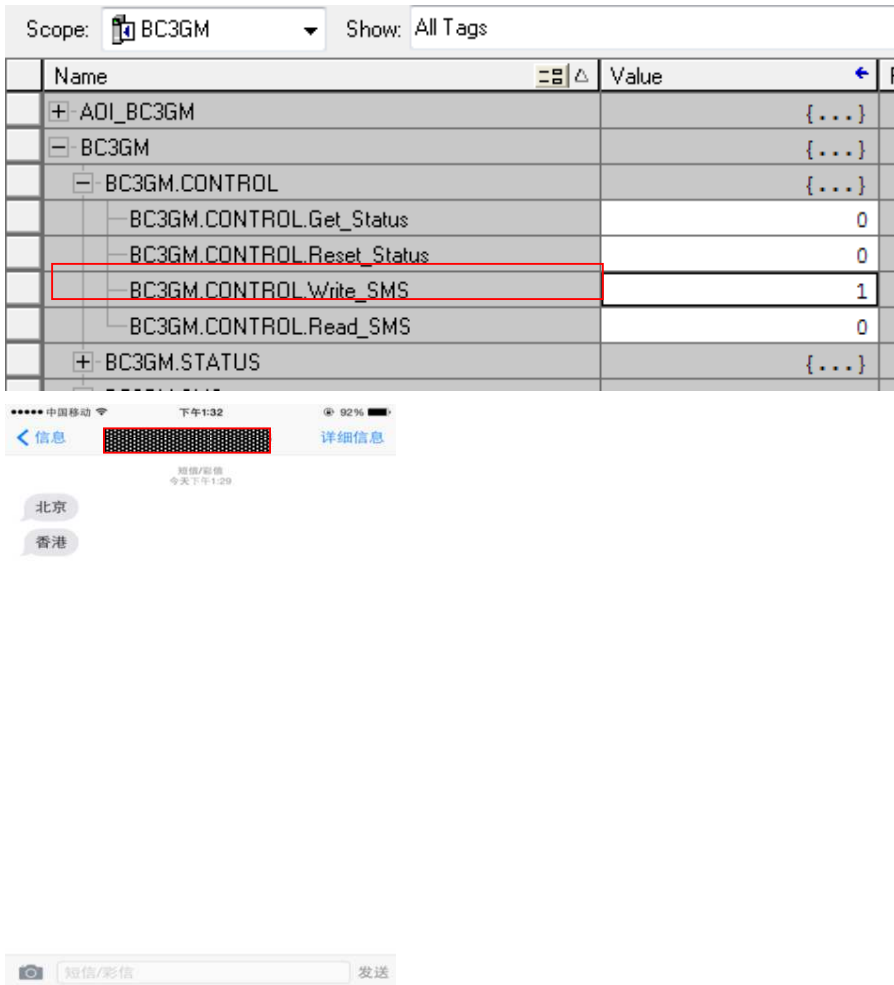 Scope: BC3GM Show: All Tags
Name Value
AOI_BC3GM {...}
BC3GM {...}
BC3GM.CONTROL {...}
BC3GM.CONTROL.Get_Status 0
BC3GM.CONTROL.Reset_Status 0
BC3GM.CONTROL.Write_SMS 1
BC3GM.CONTROL.Read_SMS 0
BC3GM.STATUS {...}
中国移动 下午1:32 92%
信息 详细信息
短信/彩信
今天下午1:29
北京
香港
短信/彩信 发送